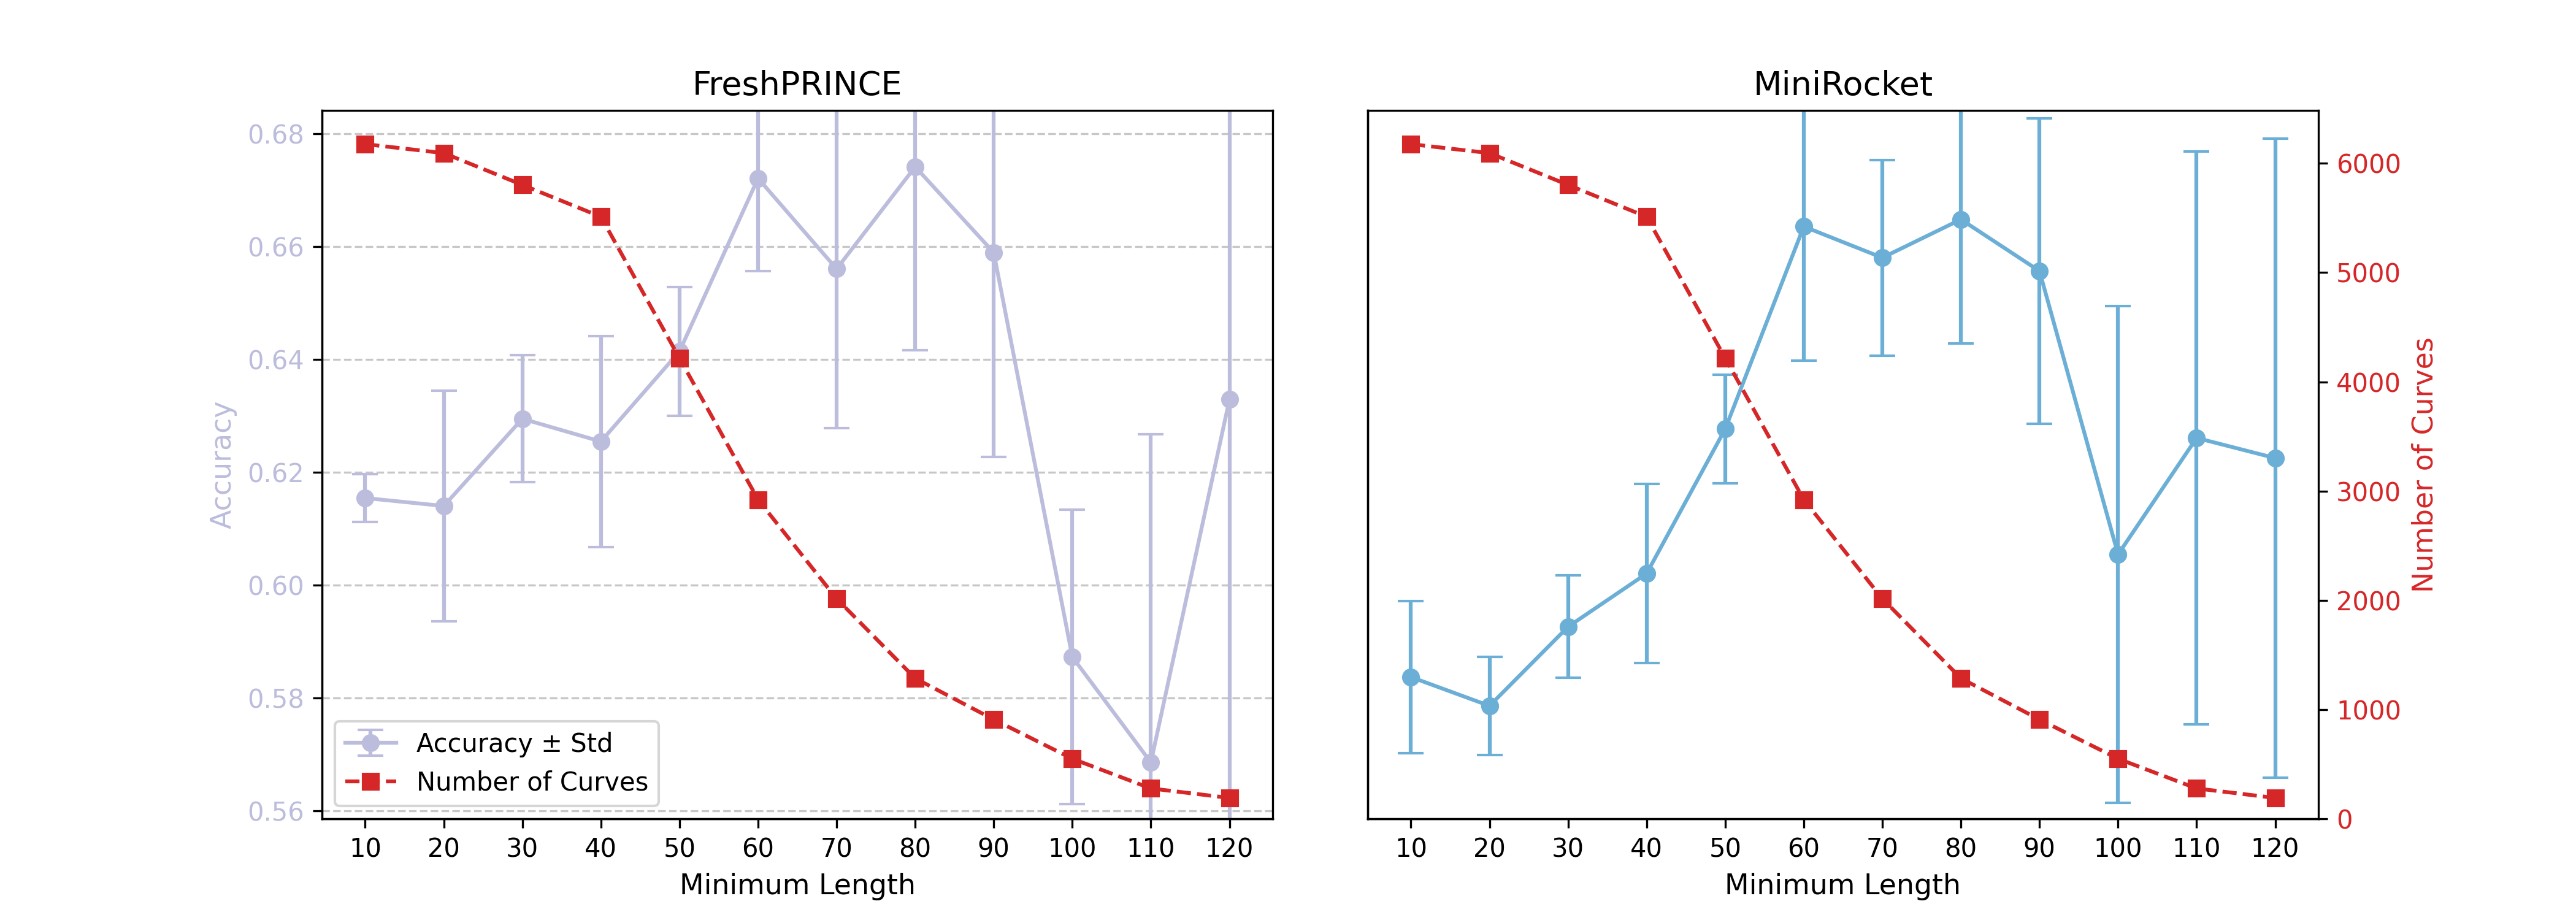 FreshPRINCE
0.68
0.66
0.64
0.62
0.60
0.58
0.56
Accuracy
Accuracy ± Std
Number of Curves
10 20 30 40 50 60 70 80 90 100 110 120
Minimum Length
MiniRocket
6000
5000
4000
3000
2000
1000
0
Number of Curves
10 20 30 40 50 60 70 80 90 100 110 120
Minimum Length